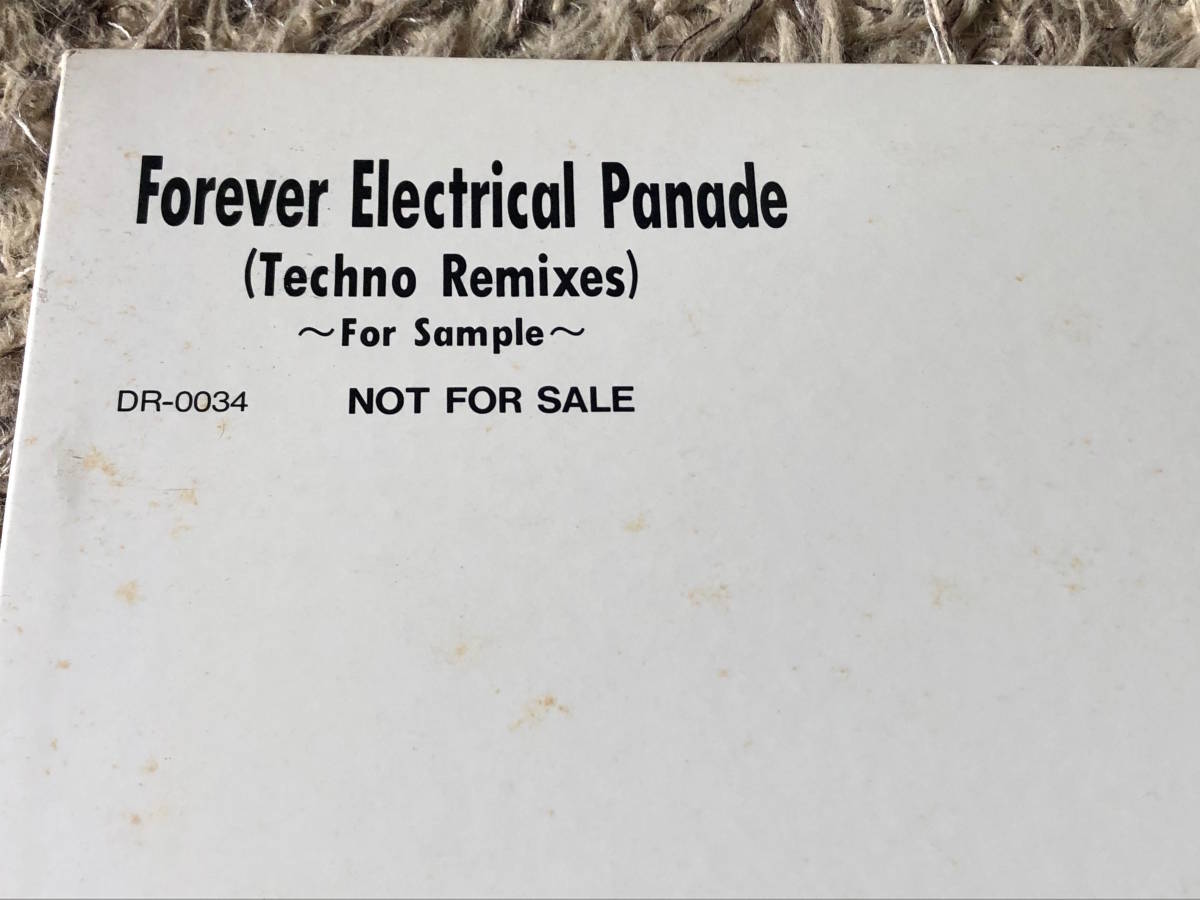 Forever Electrical Panade
(Techno Remixes)
～For Sample～
DR-0034 NOT FOR SALE